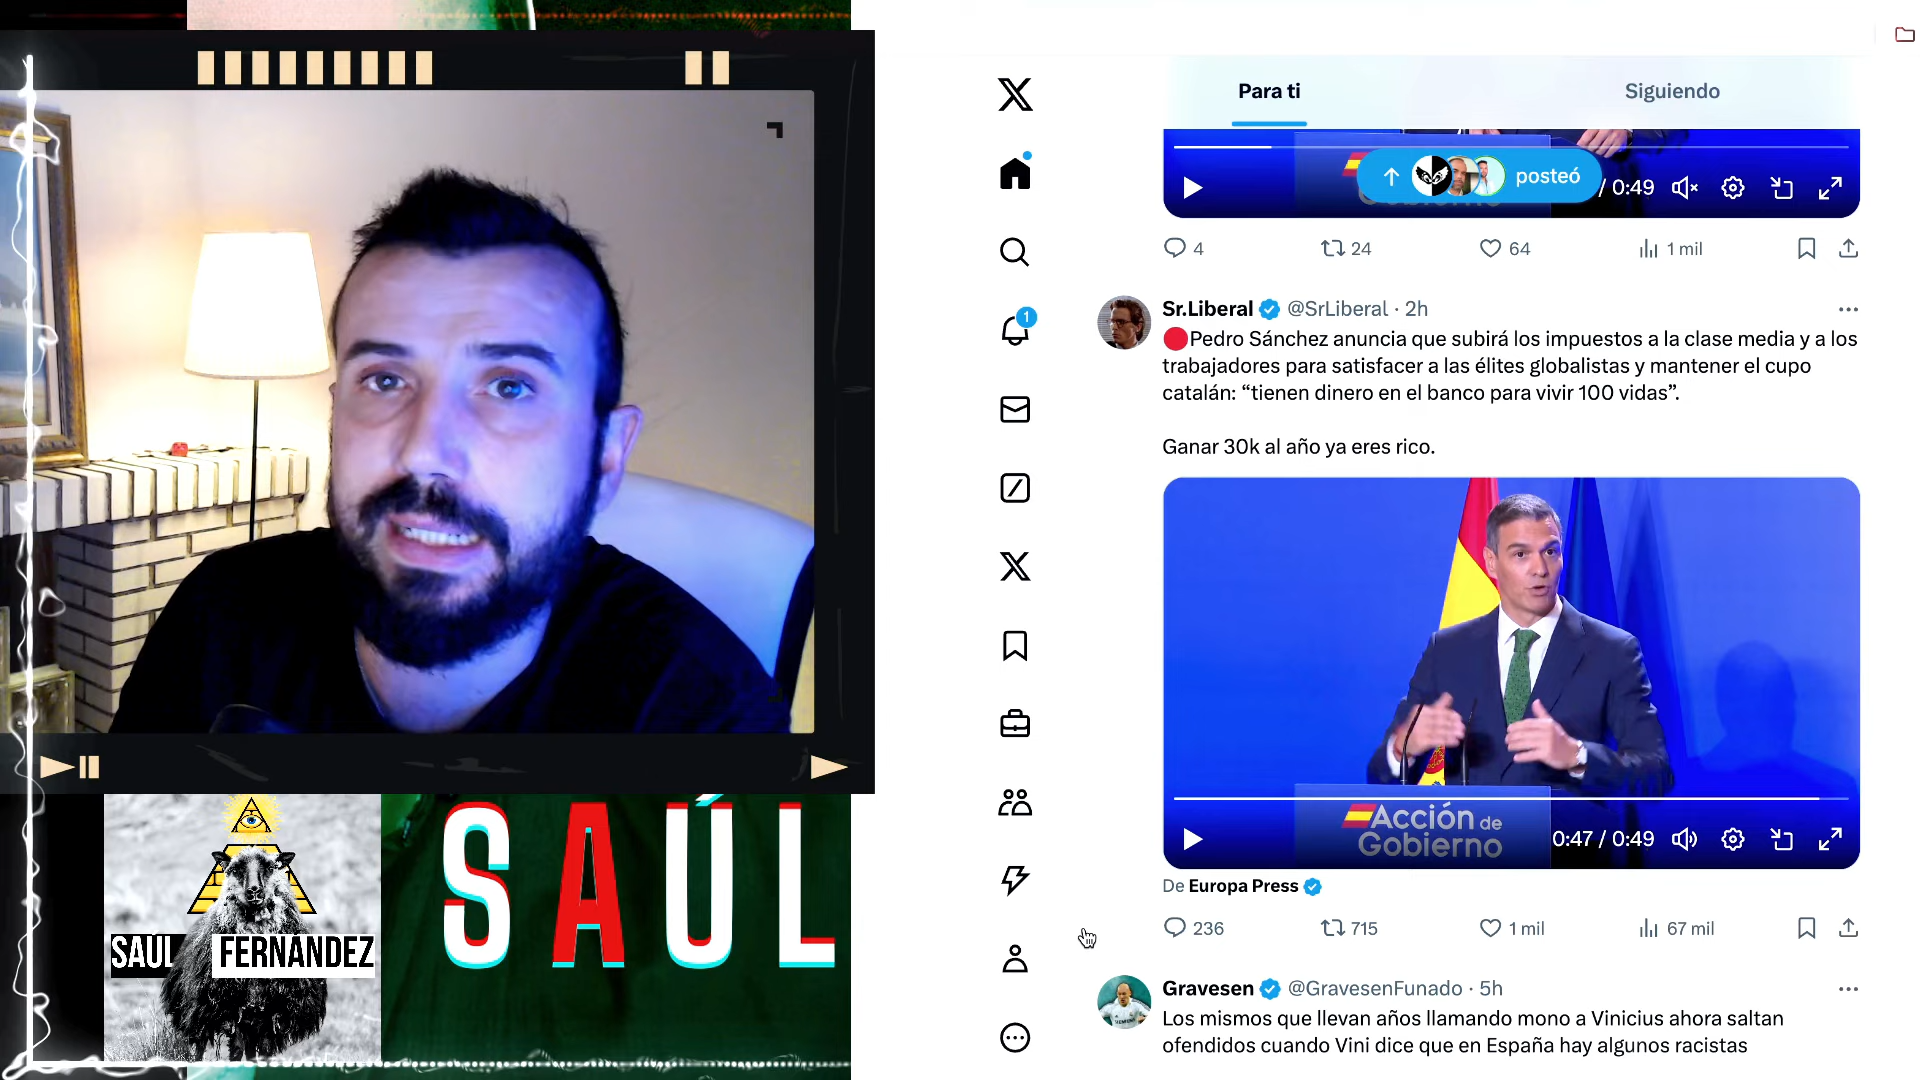 Para ti
Siguiendo
posteó
/ 0:49
4
24
64
1 mil
Sr.Liberal @SrLiberal · 2h
🔴Pedro Sánchez anuncia que subirá los impuestos a la clase media y a los
trabajadores para satisfacer a las élites globalistas y mantener el cupo
catalán: “tienen dinero en el banco para vivir 100 vidas”.
Ganar 30k al año ya eres rico.
1
Acción de
Gobierno
0:47 / 0:49
De Europa Press
236
715
1 mil
67 mil
Gravesen @GravesenFunado · 5h
Los mismos que llevan años llamando mono a Vinicius ahora saltan
ofendidos cuando Vini dice que en España hay algunos racistas
SAÚL FERNÁNDEZ
SAÚL